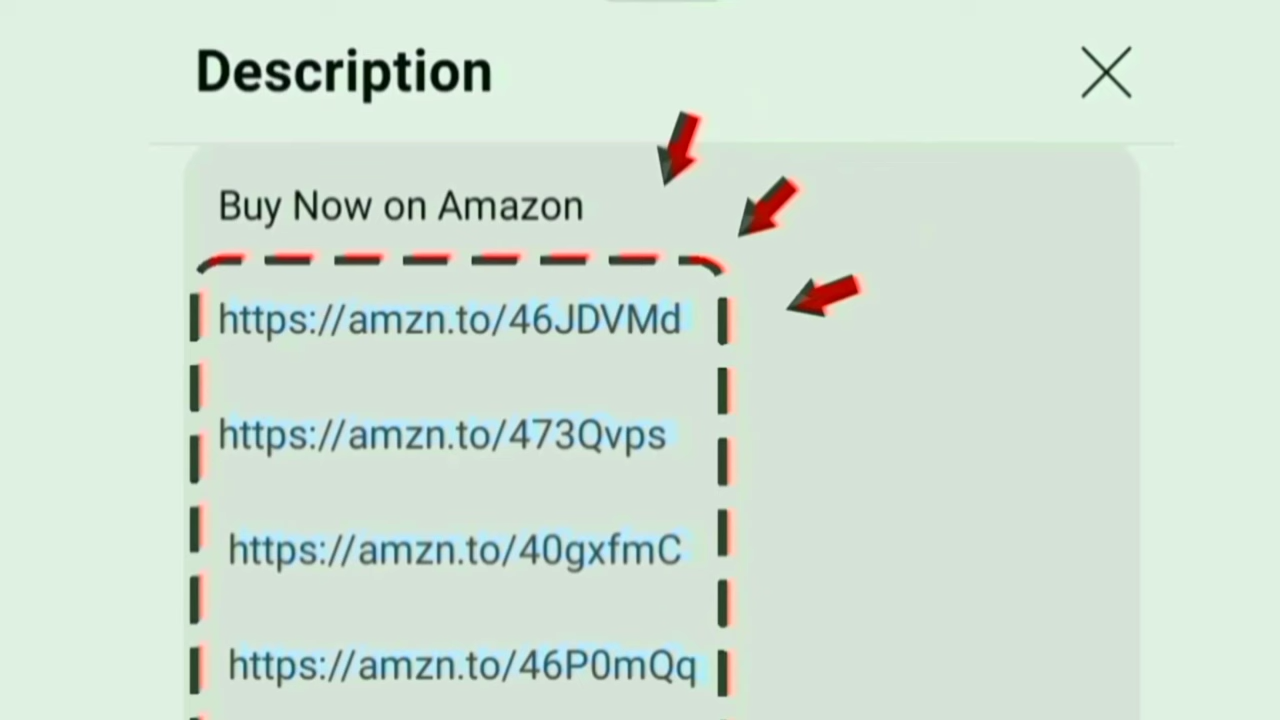 Description
Buy Now on Amazon
https://amzn.to/46JDVMd
https://amzn.to/473Qvps
https://amzn.to/40gxfmC
https://amzn.to/46P0mQq